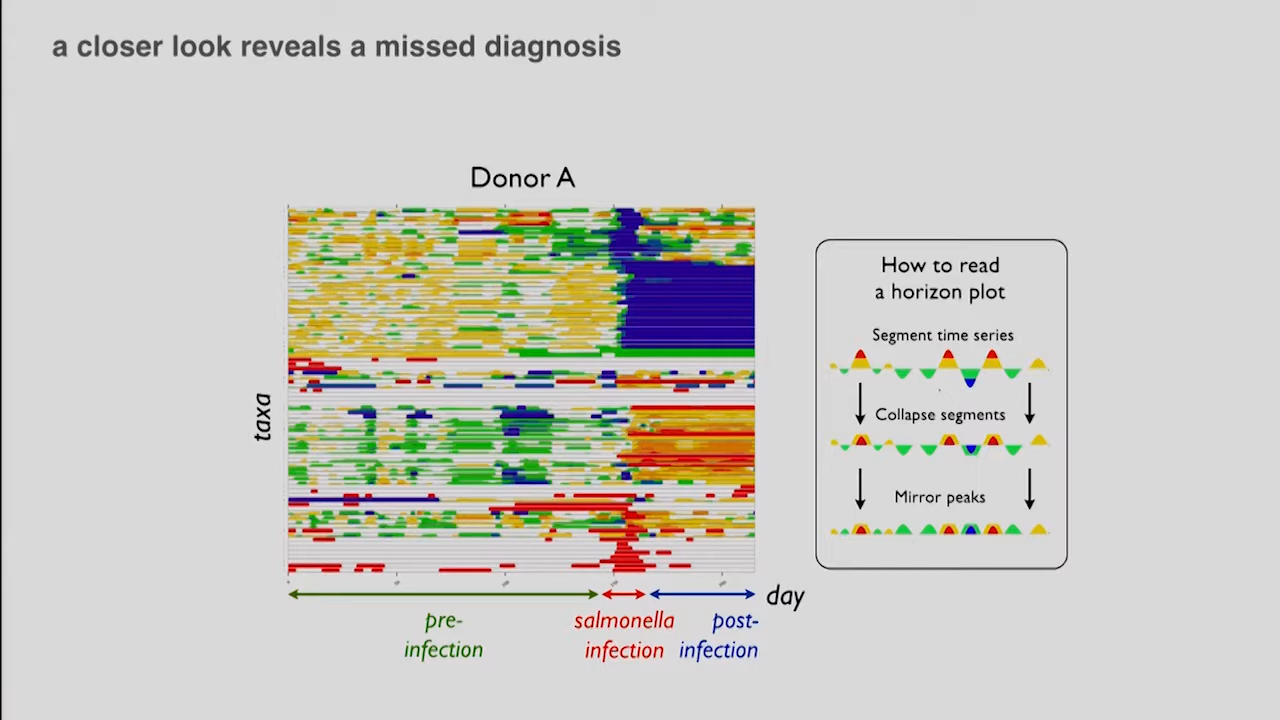 a closer look reveals a missed diagnosis
Donor A
taxa
day
pre-
infection
salmonella
infection
post-
infection
How to read
a horizon plot
Segment time series
Collapse segments
Mirror peaks